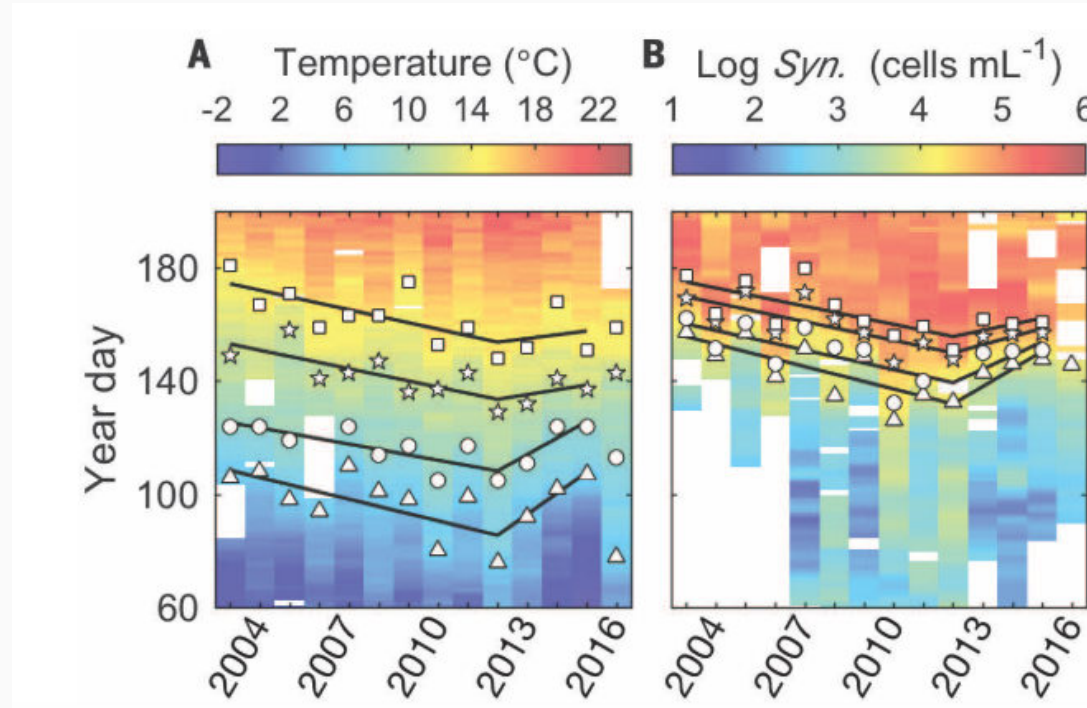 A Temperature (°C)
-2 2 6 10 14 18 22
B Log Syn. (cells mL-1)
1 2 3 4 5 6
Year day
180
140
100
60
2004 2007 2010 2013 2016
2004 2007 2010 2013 2016